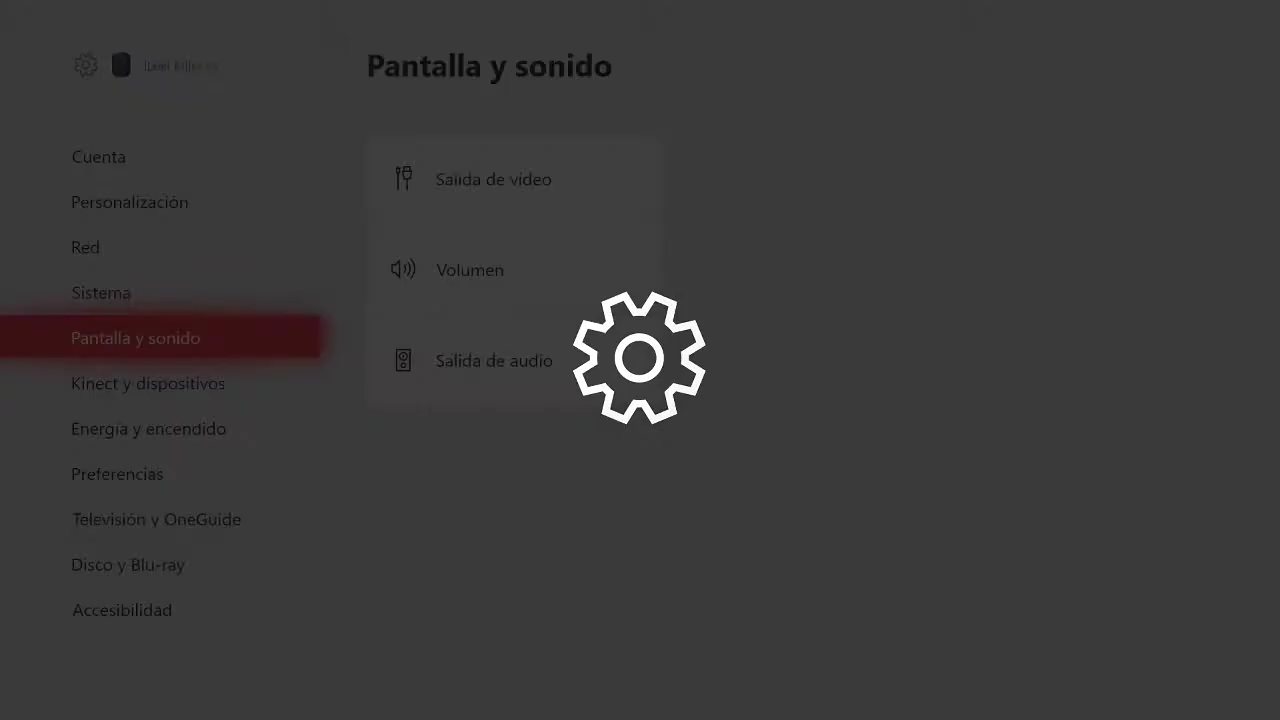 Pantalla y sonido
Cuenta
Personalización
Red
Sistema
Pantalla y sonido
Kinect y dispositivos
Energía y encendido
Preferencias
Televisión y OneGuide
Disco y Blu-ray
Accesibilidad
Salida de vídeo
Volumen
Salida de audio